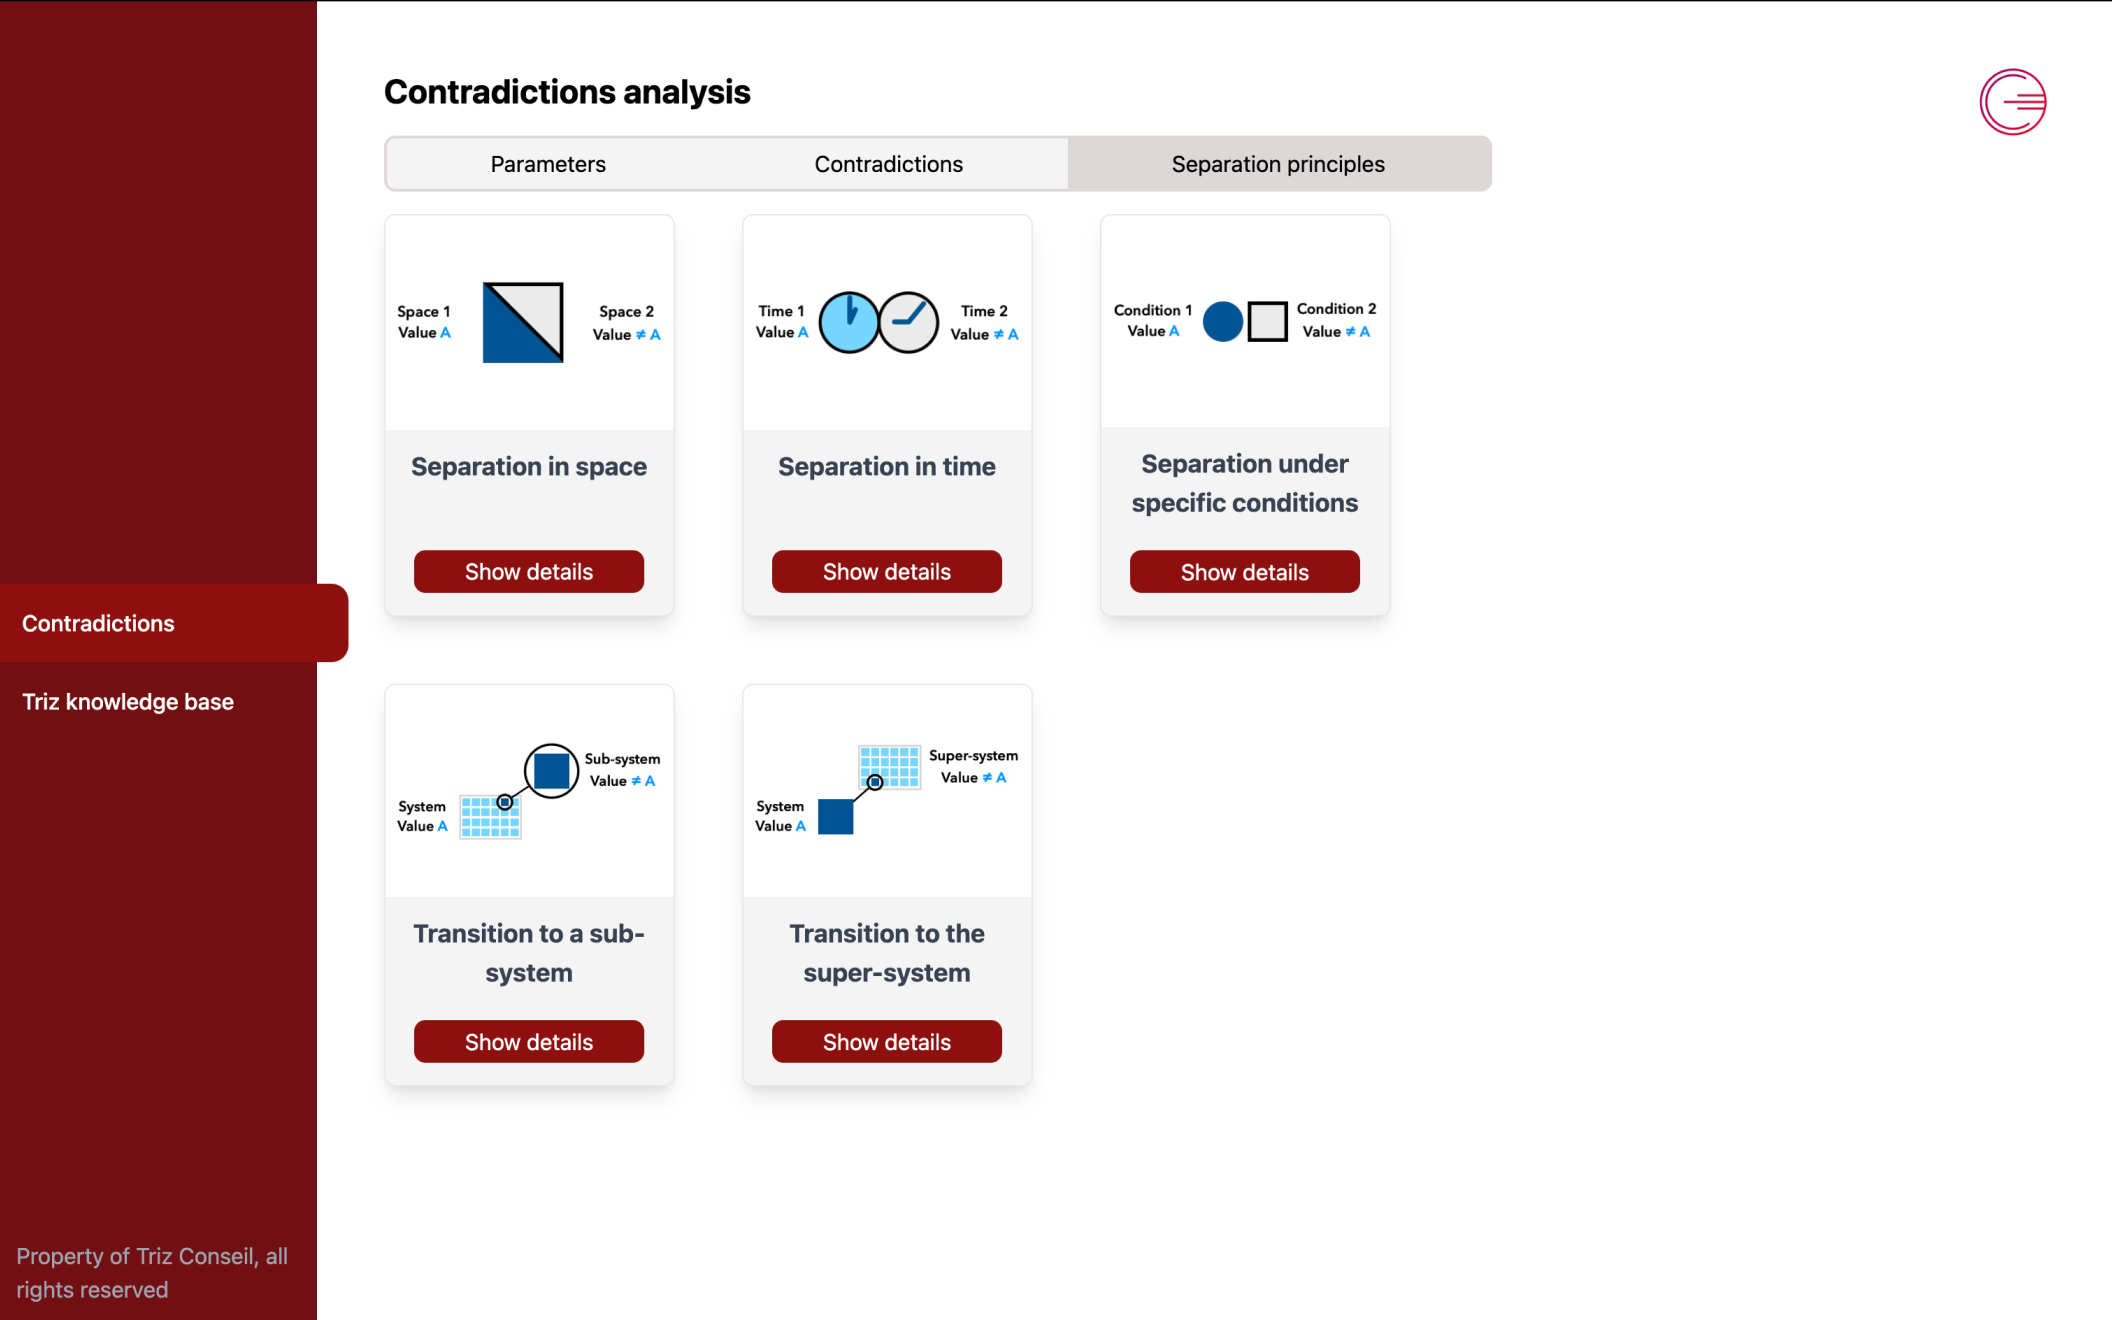 Contradictions analysis
Parameters
Contradictions
Separation principles
Space 1
Value A
Space 2
Value ≠ A
Separation in space
Show details
Time 1
Value A
Time 2
Value ≠ A
Separation in time
Show details
Condition 1
Value A
Condition 2
Value ≠ A
Separation under
specific conditions
Show details
Contradictions
Triz knowledge base
System
Value A
Sub-system
Value ≠ A
Transition to a sub-
system
Show details
System
Value A
Super-system
Value ≠ A
Transition to the
super-system
Show details
Property of Triz Conseil, all
rights reserved